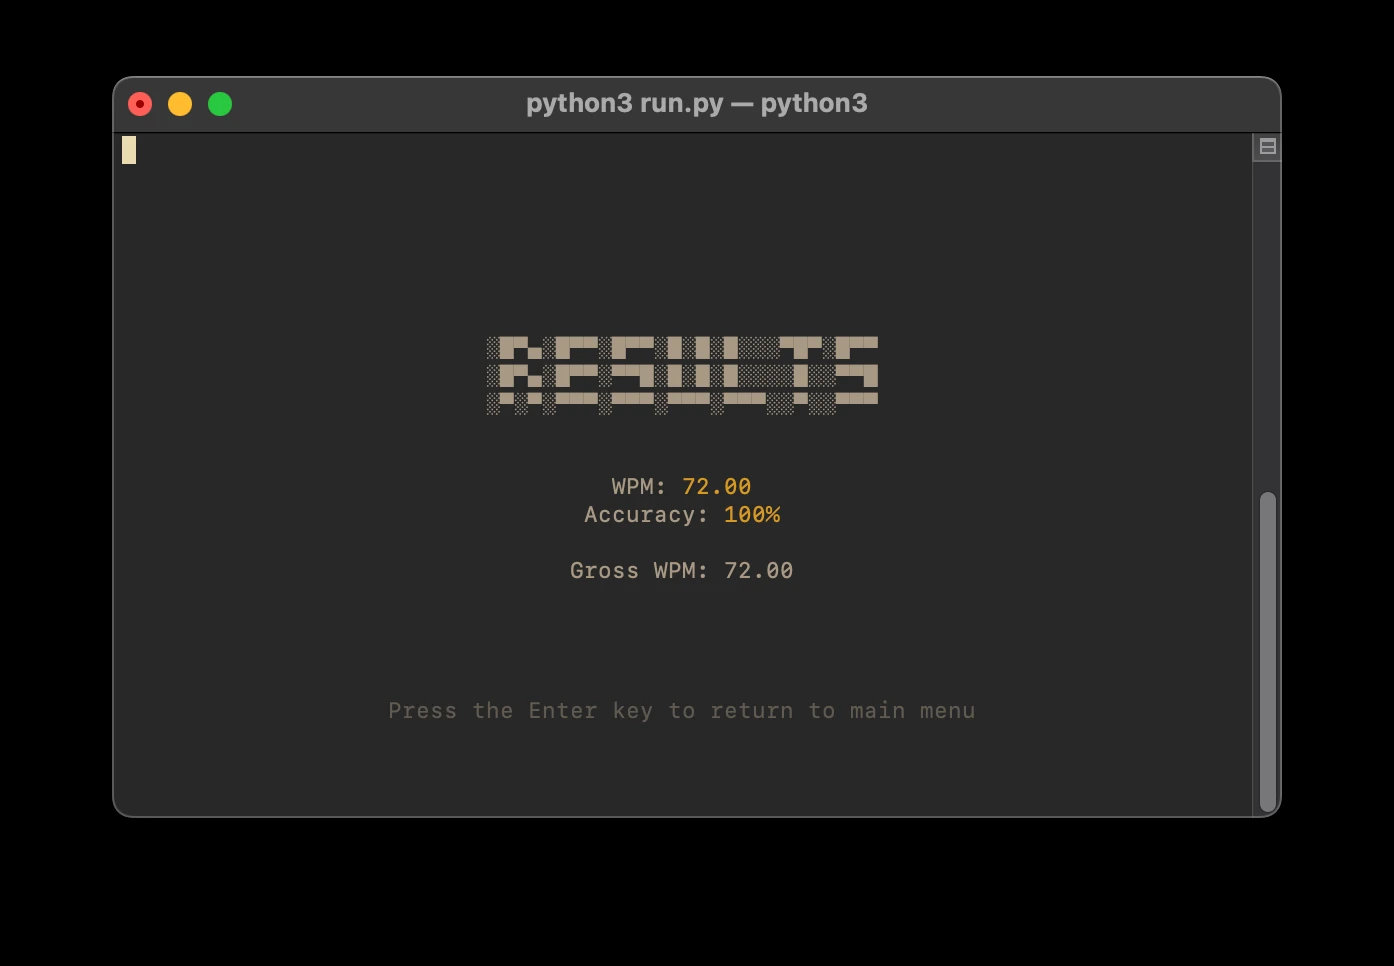 python3 run.py — python3
RESULTS
WPM: 72.00
Accuracy: 100%
Gross WPM: 72.00
Press the Enter key to return to main menu